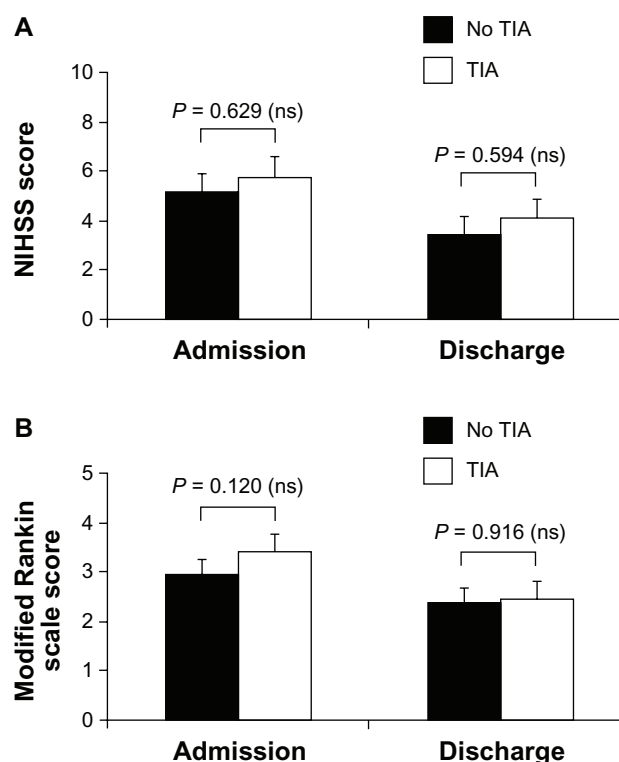 A
No TIA
TIA
NIHSS score
10
8
6
4
2
0
P = 0.629 (ns)
P = 0.594 (ns)
Admission
Discharge
B
No TIA
TIA
Modified Rankin
scale score
5
4
3
2
1
0
P = 0.120 (ns)
P = 0.916 (ns)
Admission
Discharge